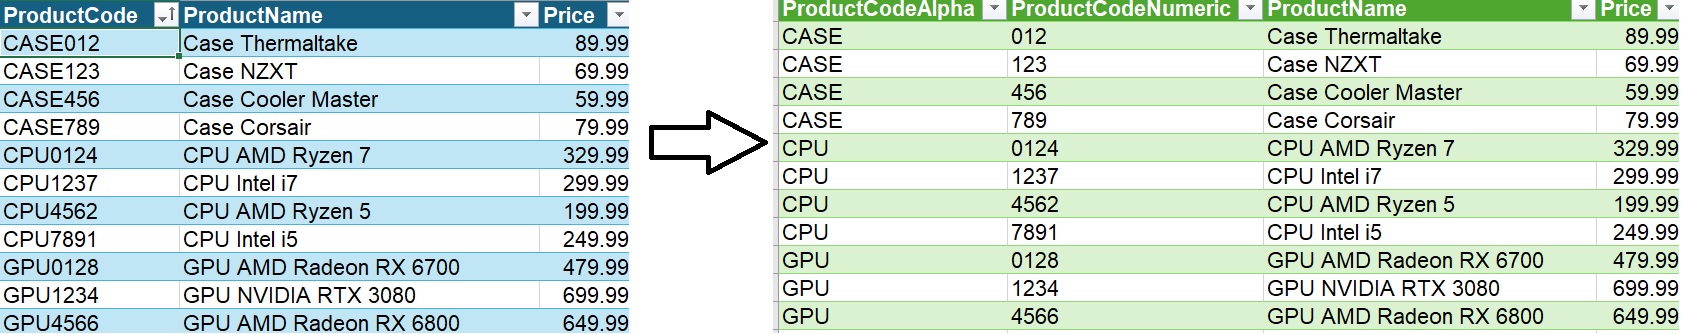 ProductCode ProductName Price
CASE012 Case Thermaltake 89.99
CASE123 Case NZXT 69.99
CASE456 Case Cooler Master 59.99
CASE789 Case Corsair 79.99
CPU0124 CPU AMD Ryzen 7 329.99
CPU1237 CPU Intel i7 299.99
CPU4562 CPU AMD Ryzen 5 199.99
CPU7891 CPU Intel i5 249.99
GPU0128 GPU AMD Radeon RX 6700 479.99
GPU1234 GPU NVIDIA RTX 3080 699.99
GPU4566 GPU AMD Radeon RX 6800 649.99
ProductCodeAlpha ProductCodeNumeric ProductName Price
CASE 012 Case Thermaltake 89.99
CASE 123 Case NZXT 69.99
CASE 456 Case Cooler Master 59.99
CASE 789 Case Corsair 79.99
CPU 0124 CPU AMD Ryzen 7 329.99
CPU 1237 CPU Intel i7 299.99
CPU 4562 CPU AMD Ryzen 5 199.99
CPU 7891 CPU Intel i5 249.99
GPU 0128 GPU AMD Radeon RX 6700 479.99
GPU 1234 GPU NVIDIA RTX 3080 699.99
GPU 4566 GPU AMD Radeon RX 6800 649.99